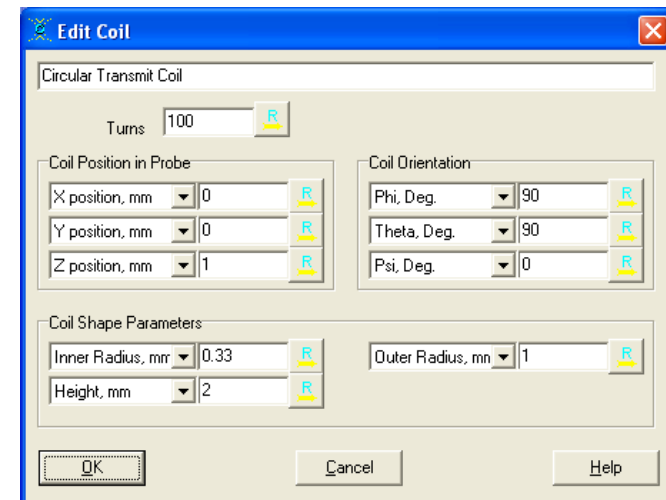 Edit Coil
Circular Transmit Coil
Turns 100 R
Coil Position in Probe
X position, mm 0 R
Y position, mm 0 R
Z position, mm 1 R
Coil Orientation
Phi, Deg. 90 R
Theta, Deg. 90 R
Psi, Deg. 0 R
Coil Shape Parameters
Inner Radius, mr 0.33 R Outer Radius, mn 1 R
Height, mm 2 R
OK Cancel Help